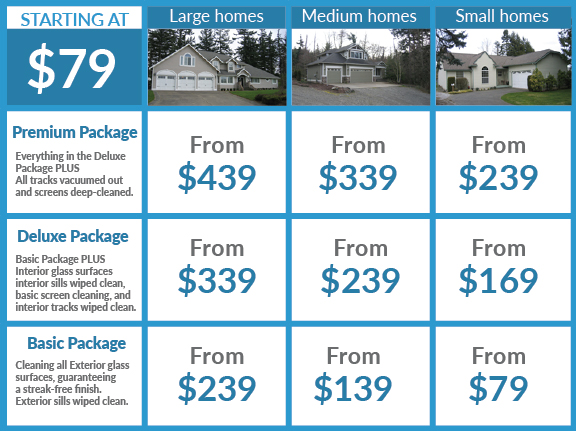 STARTING AT
$79
Large homes
Medium homes
Small homes
Premium Package
Everything in the Deluxe
Package PLUS
All tracks vacuumed out
and screens deep-cleaned.
From
$439
From
$339
From
$239
Deluxe Package
Basic Package PLUS
Interior glass surfaces
interior sills wiped clean,
basic screen cleaning, and
interior tracks wiped clean.
From
$339
From
$239
From
$169
Basic Package
Cleaning all Exterior glass
surfaces, guaranteeing
a streak-free finish.
Exterior sills wiped clean.
From
$239
From
$139
From
$79